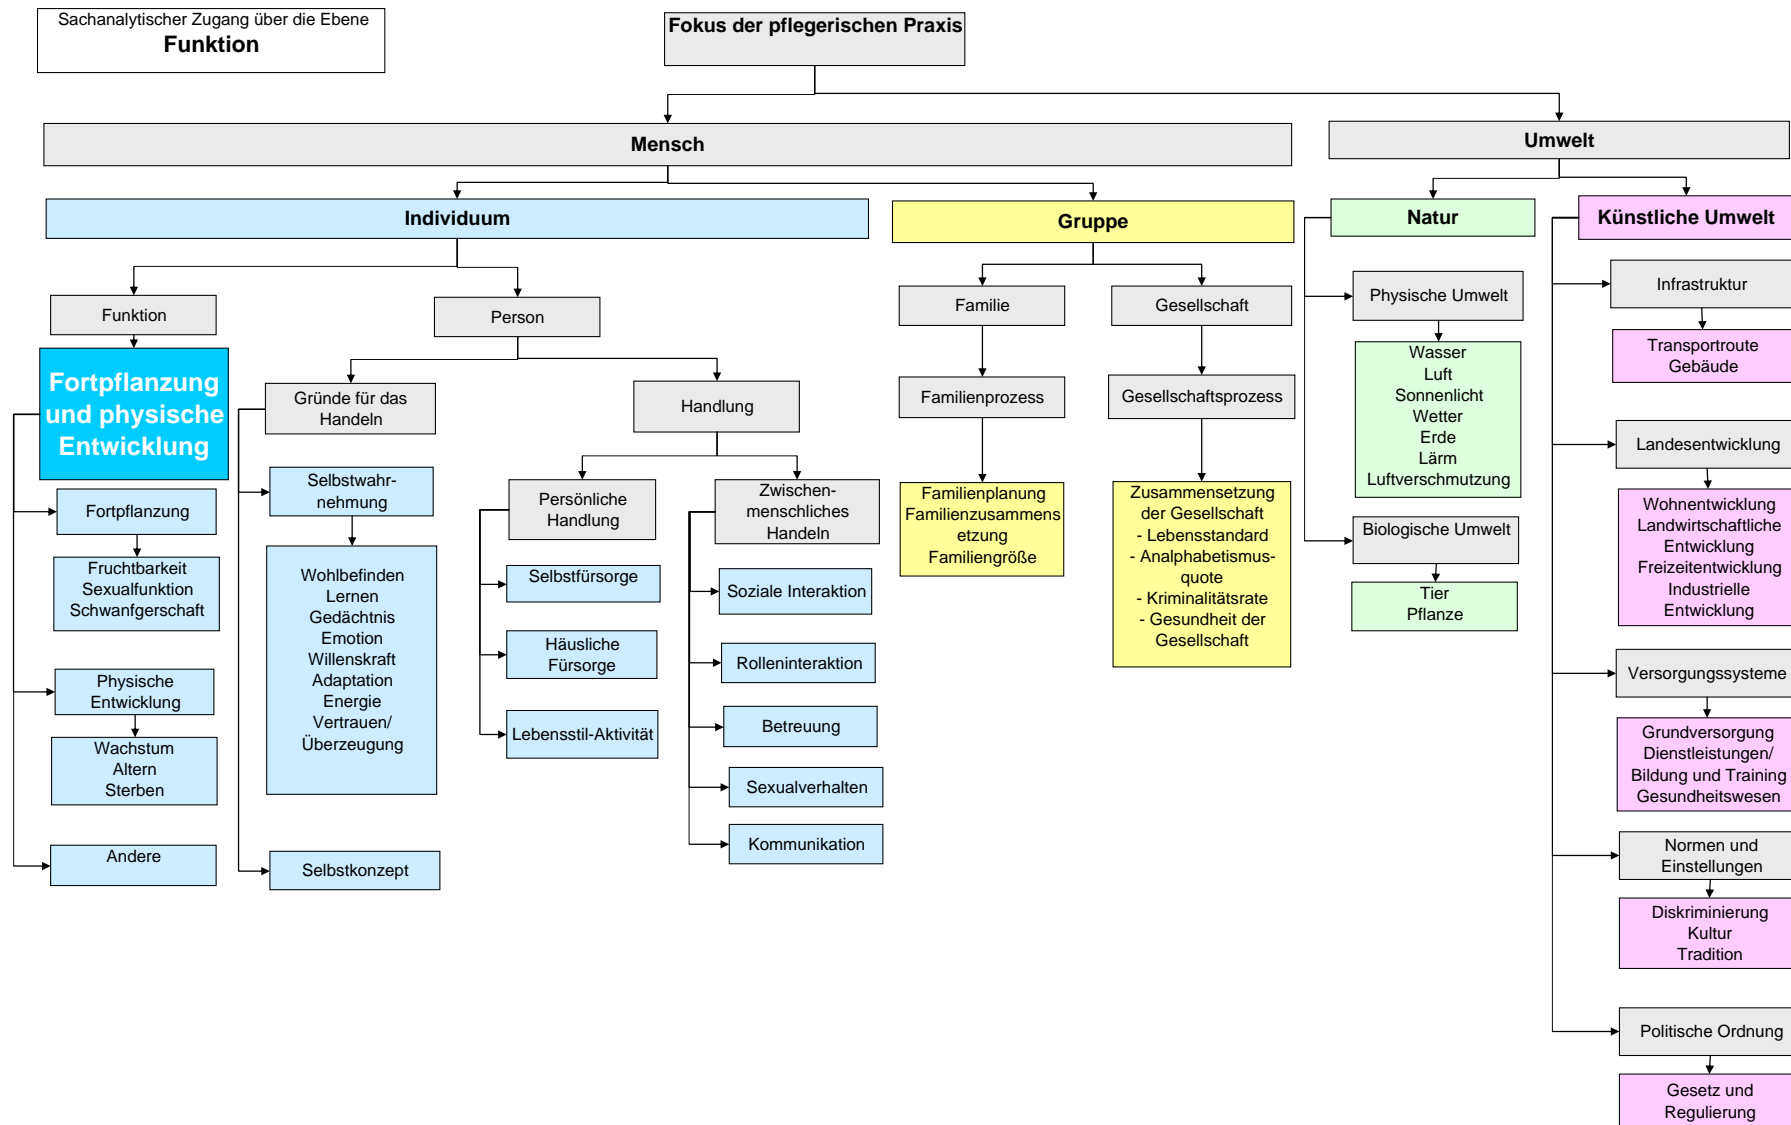 Sachanalytischer Zugang über die Ebene
Funktion
Fokus der pflegerischen Praxis
Mensch
Umwelt
Individuum
Gruppe
Natur
Künstliche Umwelt
Funktion
Person
Familie
Gesellschaft
Physische Umwelt
Infrastruktur
Fortpflanzung
und physische
Entwicklung
Gründe für das
Handeln
Handlung
Familienprozess
Gesellschaftsprozess
Wasser
Luft
Sonnenlicht
Wetter
Erde
Lärm
Luftverschmutzung
Transportroute
Gebäude
Landesentwicklung
Fortpflanzung
Selbstwahr-
nehmung
Persönliche
Handlung
Zwischen-
menschliches
Handeln
Familienplanung
Familienzusammens
etzung
Familiengröße
Zusammensetzung
der Gesellschaft
- Lebensstandard
- Analphabetismus-
quote
- Kriminalitätsrate
- Gesundheit der
Gesellschaft
Biologische Umwelt
Wohnentwicklung
Landwirtschaftliche
Entwicklung
Freizeitentwicklung
Industrielle
Entwicklung
Fruchtbarkeit
Sexualfunktion
Schwanfgerschaft
Wohlbefinden
Lernen
Gedächtnis
Emotion
Willenskraft
Adaptation
Energie
Vertrauen/
Überzeugung
Selbstfürsorge
Soziale Interaktion
Tier
Pflanze
Physische
Entwicklung
Häusliche
Fürsorge
Rolleninteraktion
Versorgungssysteme
Wachstum
Altern
Sterben
Lebensstil-Aktivität
Betreuung
Grundversorgung
Dienstleistungen/
Bildung und Training
Gesundheitswesen
Sexualverhalten
Andere
Selbstkonzept
Kommunikation
Normen und
Einstellungen
Diskriminierung
Kultur
Tradition
Politische Ordnung
Gesetz und
Regulierung